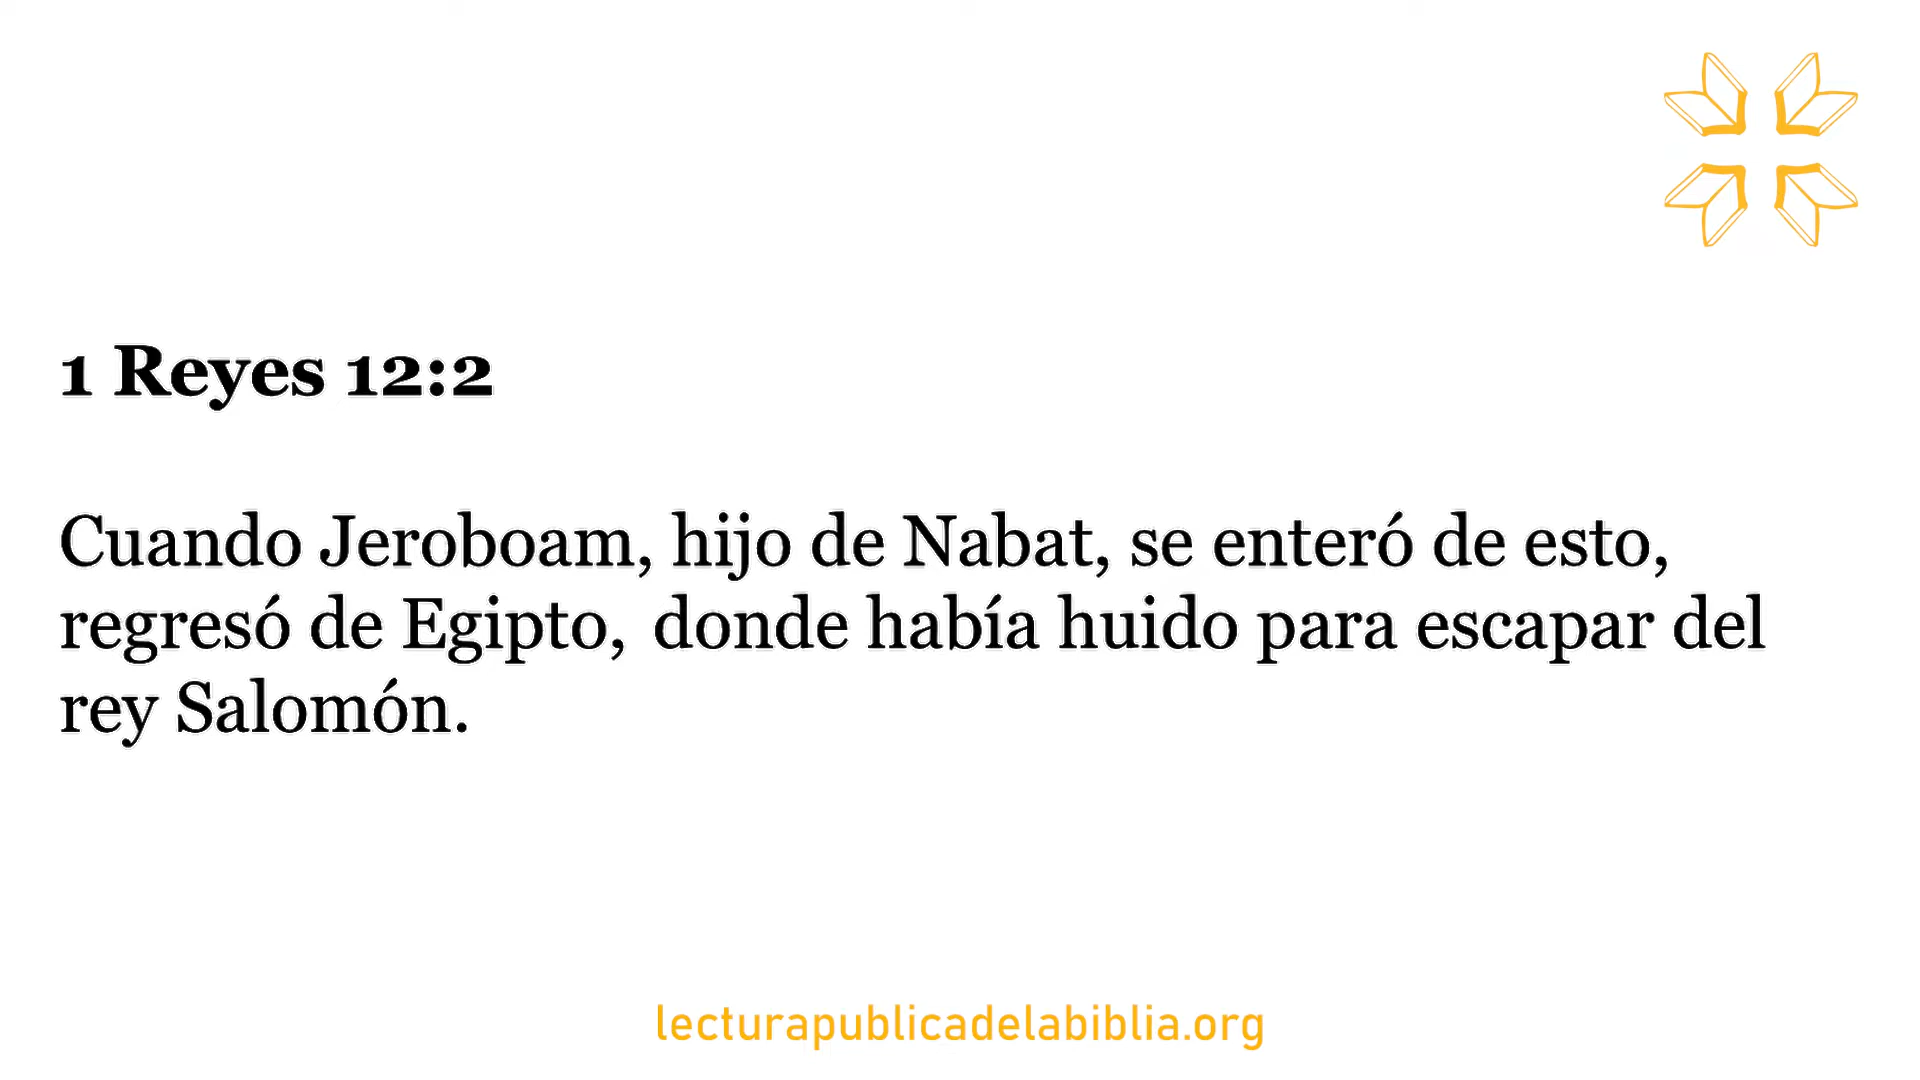 1 Reyes 12:2
Cuando Jeroboam, hijo de Nabat, se enteró de esto,
regresó de Egipto, donde había huido para escapar del
rey Salomón.
lecturapublicadelabiblia.org